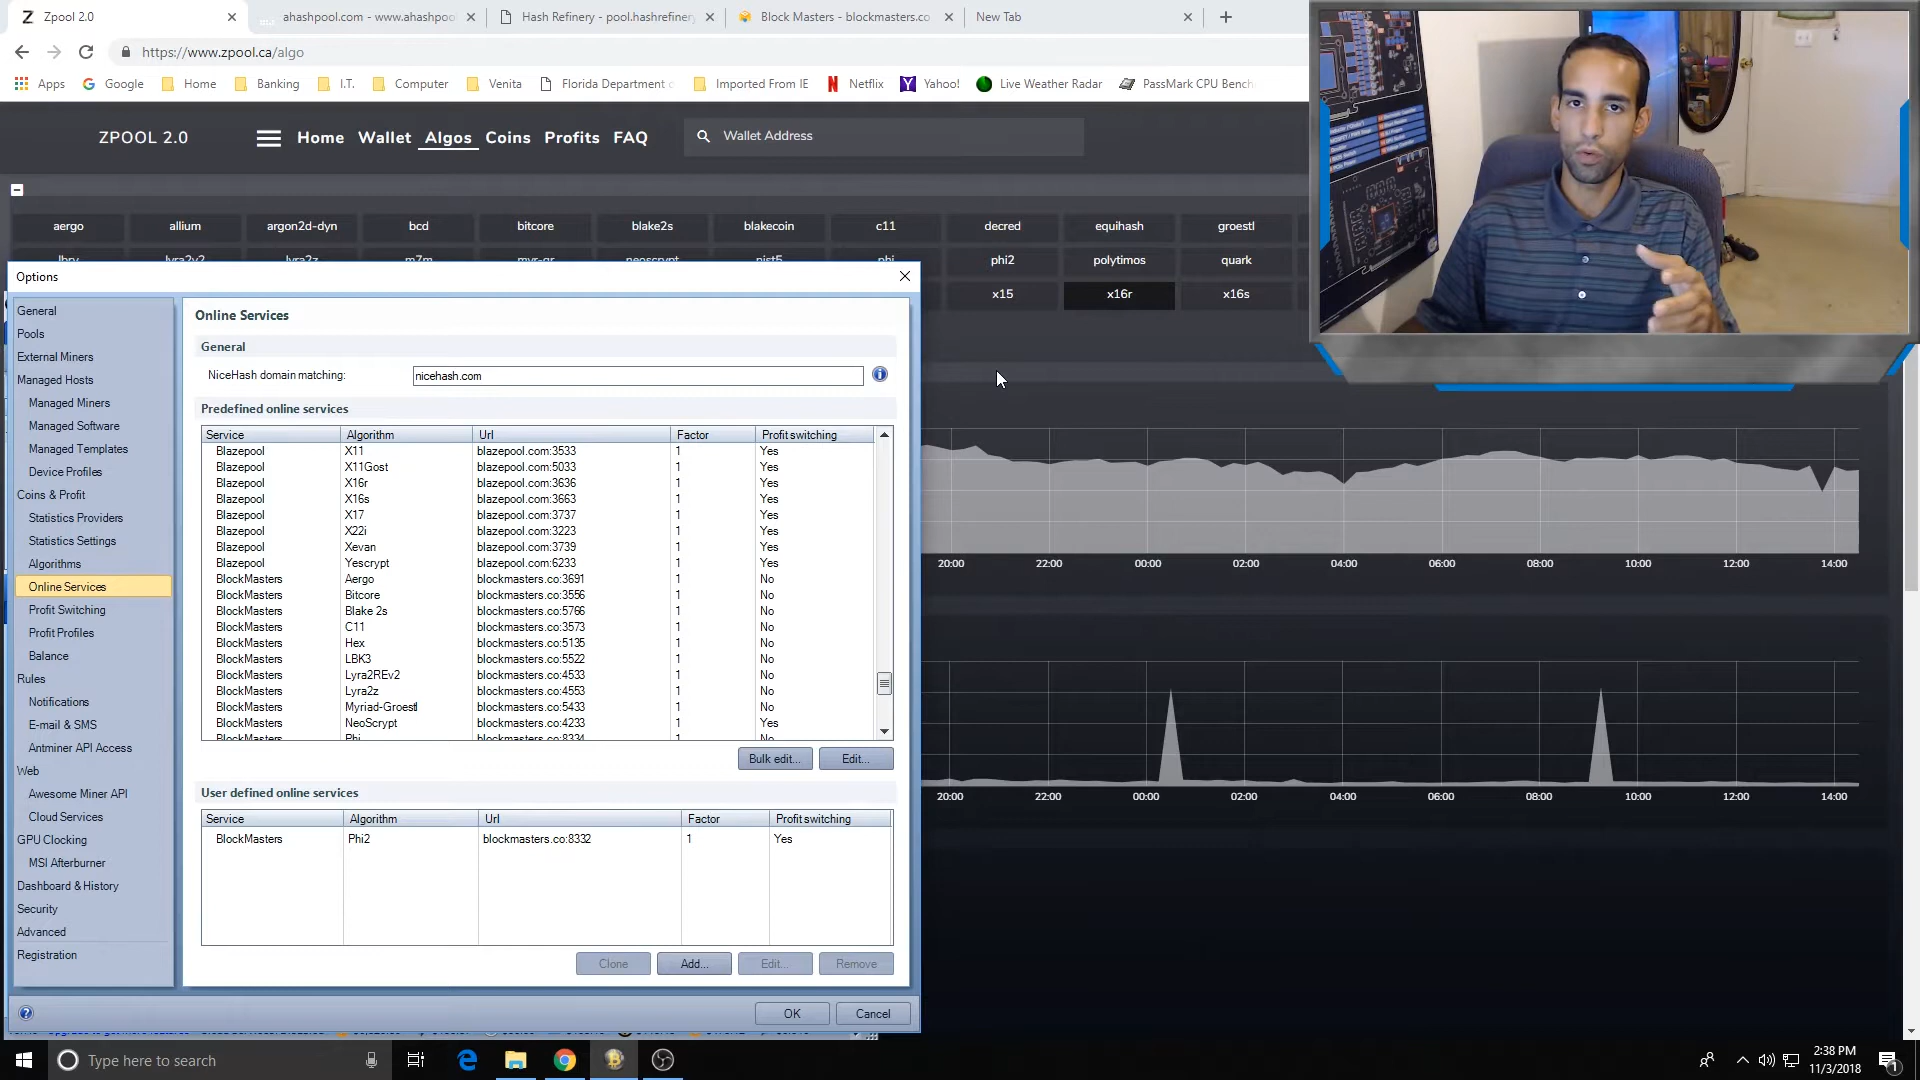 Zpool 2.0
ahashpool.com - www.ahashpoo
Hash Refinery - pool.hashrefinery
Block Masters - blockmasters.co
New Tab
https://www.zpool.ca/algo
Apps
Google
Home
Banking
I.T.
Computer
Venita
Florida Department o
Imported From IE
Netflix
Yahoo!
Live Weather Radar
PassMark CPU Bench
ZPOOL 2.0
Home Wallet Algos Coins Profits FAQ
Wallet Address
aergo allium argon2d-dyn bcd bitcore blake2s blakecoin c11 decred equihash groestl
lbry lyra2v2 lyra2z m7m myr-gr neoscrypt nist5 phi phi2 polytimos quark
x15 x16r x16s
Options
General
Pools
External Miners
Managed Hosts
Managed Miners
Managed Software
Managed Templates
Device Profiles
Coins & Profit
Statistics Providers
Statistics Settings
Algorithms
Online Services
Profit Switching
Profit Profiles
Balance
Rules
Notifications
E-mail & SMS
Antminer API Access
Web
Awesome Miner API
Cloud Services
GPU Clocking
MSI Afterburner
Dashboard & History
Security
Advanced
Registration
Online Services
General
NiceHash domain matching: nicehash.com
Predefined online services
Service Algorithm Url Factor Profit switching
Blazepool X11 blazepool.com:3533 1 Yes
Blazepool X11Gost blazepool.com:5033 1 Yes
Blazepool X16r blazepool.com:3636 1 Yes
Blazepool X16s blazepool.com:3663 1 Yes
Blazepool X17 blazepool.com:3737 1 Yes
Blazepool X22i blazepool.com:3223 1 Yes
Blazepool Xevan blazepool.com:3739 1 Yes
Blazepool Yescrypt blazepool.com:6233 1 Yes
BlockMasters Aergo blockmasters.co:3691 1 No
BlockMasters Bitcore blockmasters.co:3556 1 No
BlockMasters Blake 2s blockmasters.co:5766 1 No
BlockMasters C11 blockmasters.co:3573 1 No
BlockMasters Hex blockmasters.co:5135 1 No
BlockMasters LBK3 blockmasters.co:5522 1 No
BlockMasters Lyra2REv2 blockmasters.co:4533 1 No
BlockMasters Lyra2z blockmasters.co:4553 1 No
BlockMasters Myriad-Groestl blockmasters.co:5433 1 No
BlockMasters NeoScrypt blockmasters.co:4233 1 Yes
BlockMasters Phi blockmasters.co:8334 1 No
Bulk edit... Edit...
User defined online services
Service Algorithm Url Factor Profit switching
BlockMasters Phi2 blockmasters.co:8332 1 Yes
Clone Add... Edit... Remove
OK Cancel
20:00 22:00 00:00 02:00 04:00 06:00 08:00 10:00 12:00 14:00
20:00 22:00 00:00 02:00 04:00 06:00 08:00 10:00 12:00 14:00
Type here to search
2:38 PM
11/3/2018
1